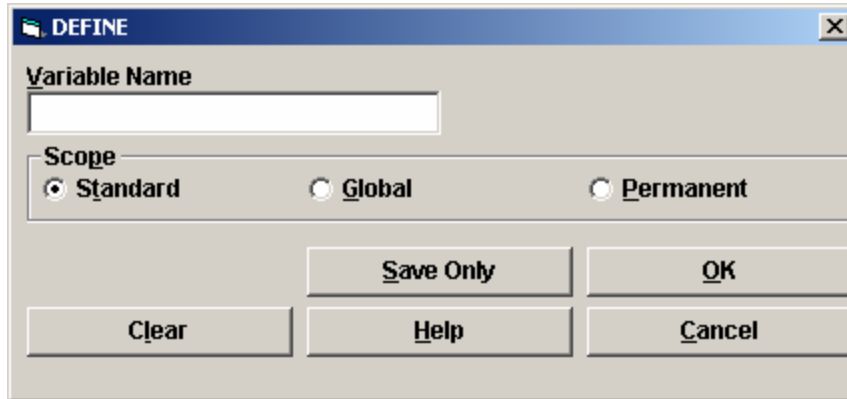 DEFINE
Variable Name
Scope
Standard Global Permanent
Save Only OK
Clear Help Cancel